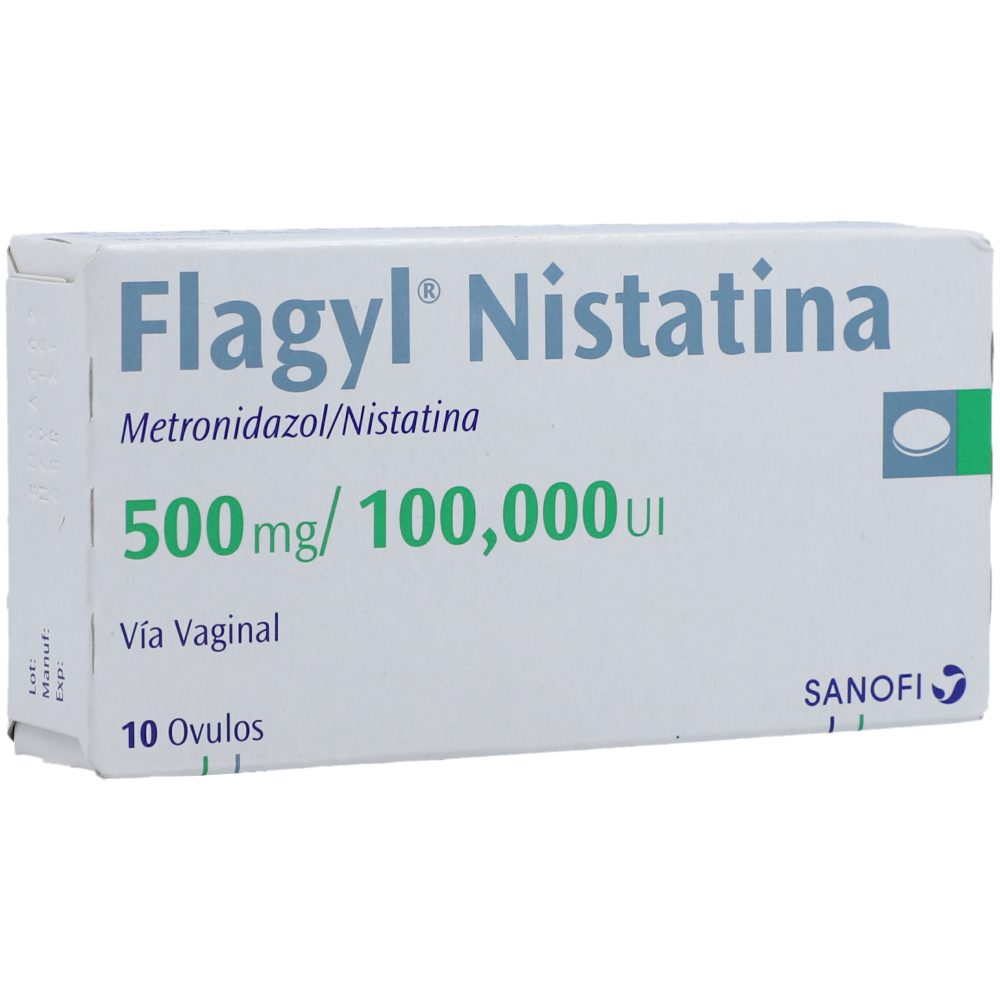 Flagyl® Nistatina
Metronidazol/Nistatina
500 mg/ 100,000 UI
Vía Vaginal
10 Ovulos
SANOFI
Lot:
Manuf:
Exp: